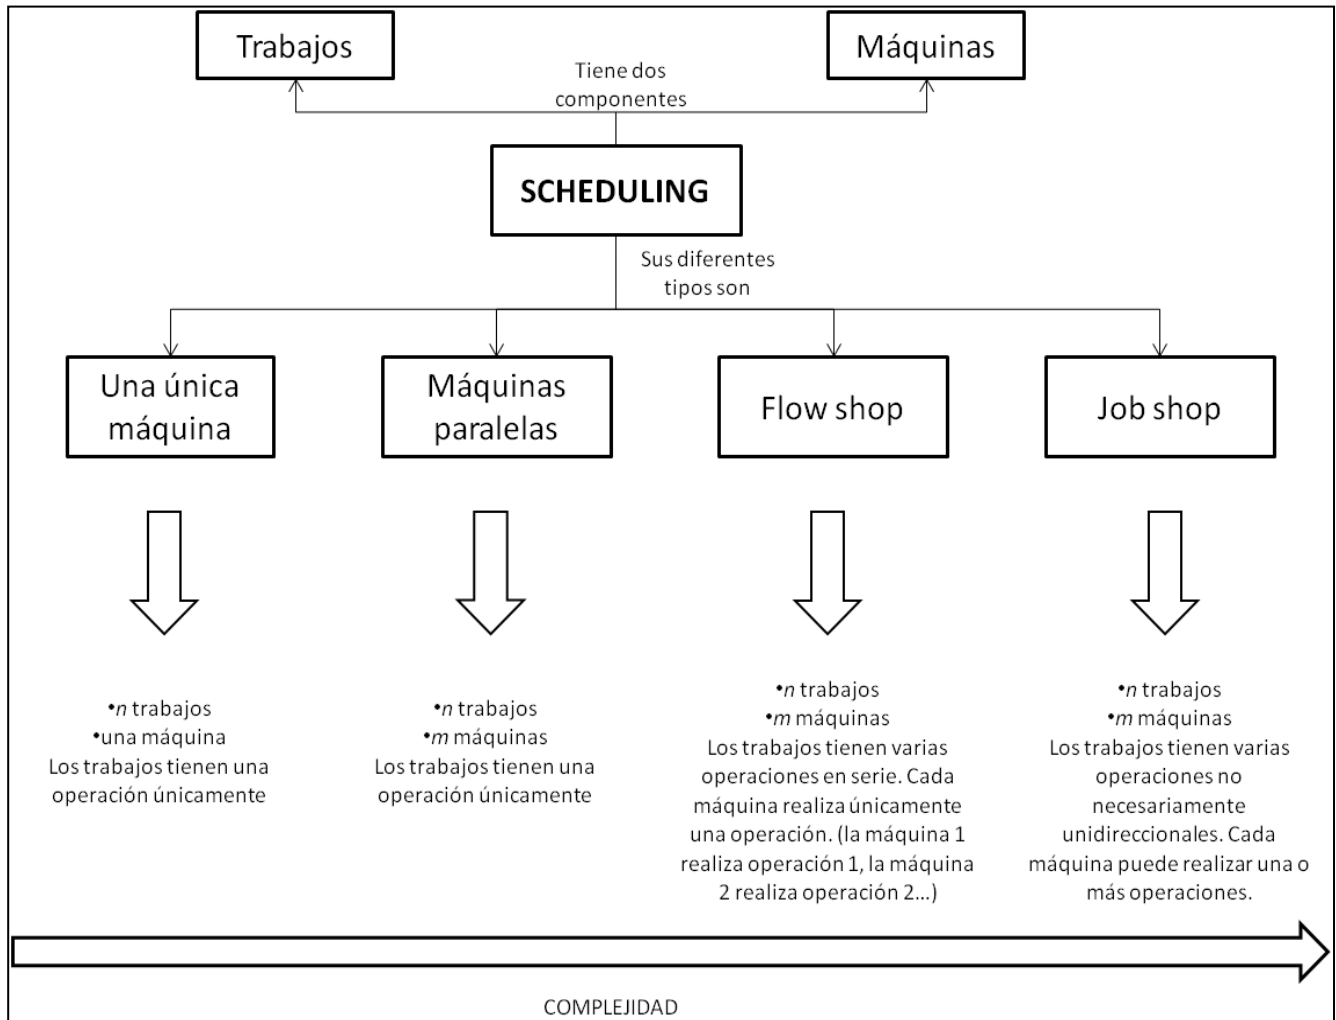 Trabajos
Máquinas
Tiene dos
componentes
SCHEDULING
Sus diferentes
tipos son
Una única
máquina
Máquinas
paralelas
Flow shop
Job shop
•n trabajos
•una máquina
Los trabajos tienen una
operación únicamente
•n trabajos
•m máquinas
Los trabajos tienen una
operación únicamente
•n trabajos
•m máquinas
Los trabajos tienen varias
operaciones en serie. Cada
máquina realiza únicamente
una operación. (la máquina 1
realiza operación 1, la máquina
2 realiza operación 2...)
•n trabajos
•m máquinas
Los trabajos tienen varias
operaciones no
necesariamente
unidireccionales. Cada
máquina puede realizar una o
más operaciones.
COMPLEJIDAD